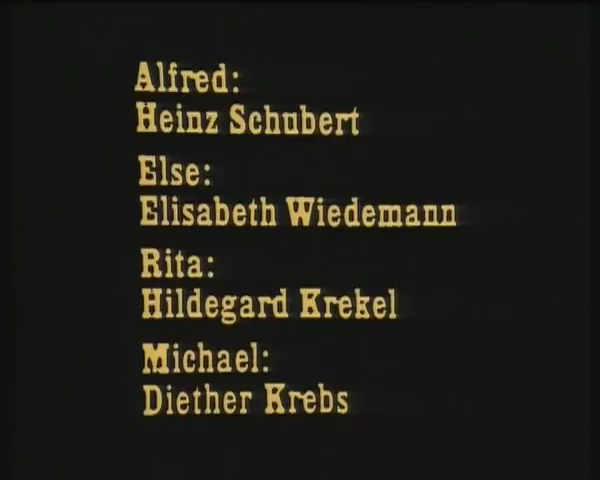 Alfred:
Heinz Schubert
Else:
Elisabeth Wiedemann
Rita:
Hildegard Krekel
Michael:
Diether Krebs